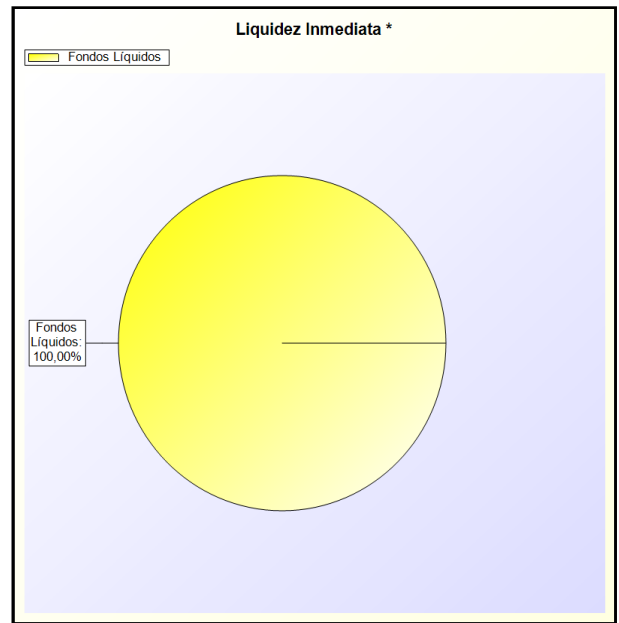 Liquidez Inmediata *
Fondos Líquidos
Fondos
Líquidos:
100,00%